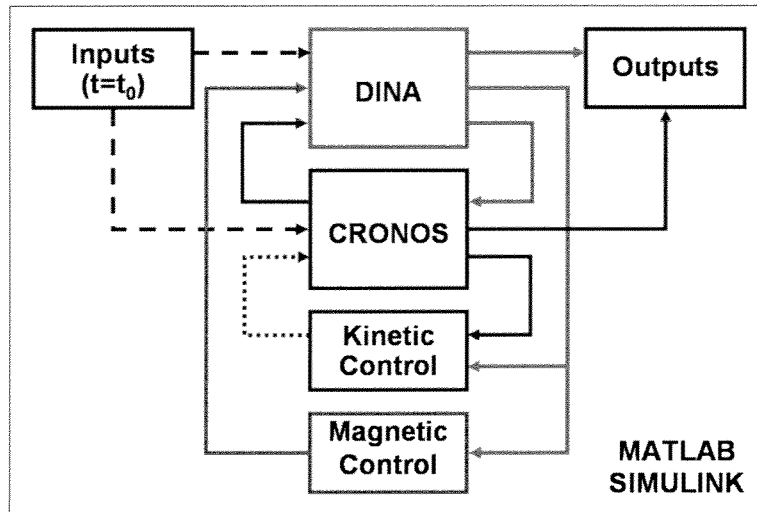 Inputs
(t=t₀)
DINA
Outputs
CRONOS
Kinetic
Control
Magnetic
Control
MATLAB
SIMULINK